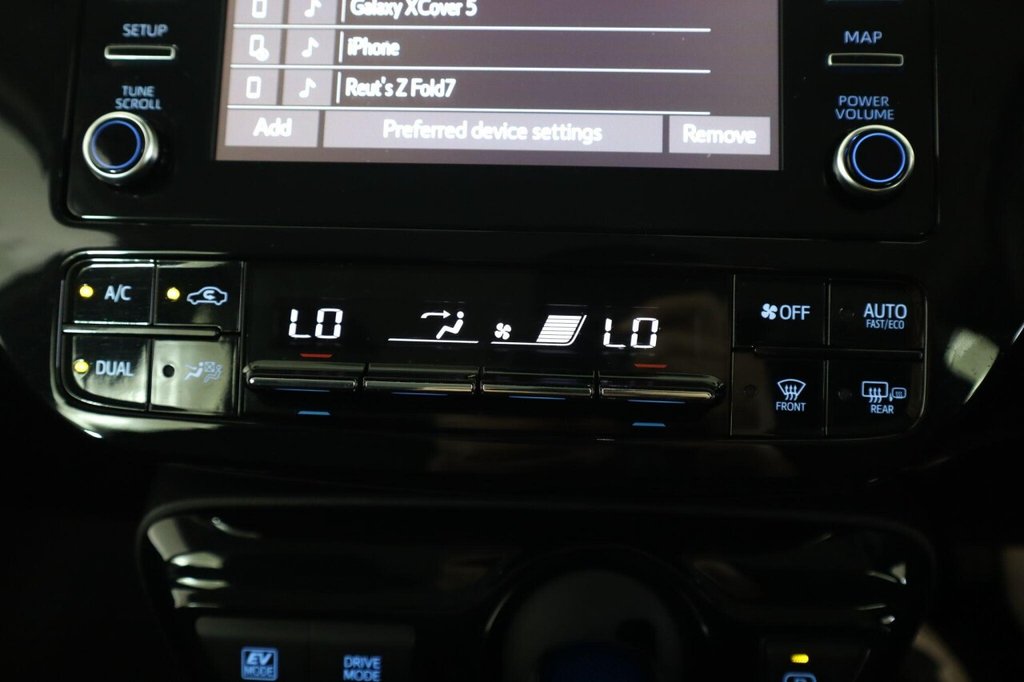 Galaxy XCover 5
iPhone
Reut's Z Fold7
Add Preferred device settings Remove
SETUP
TUNE
SCROLL
MAP
POWER
VOLUME
A/C
DUAL
LO LO
OFF
AUTO
FAST/ECO
FRONT
REAR
EV
MODE
DRIVE
MODE